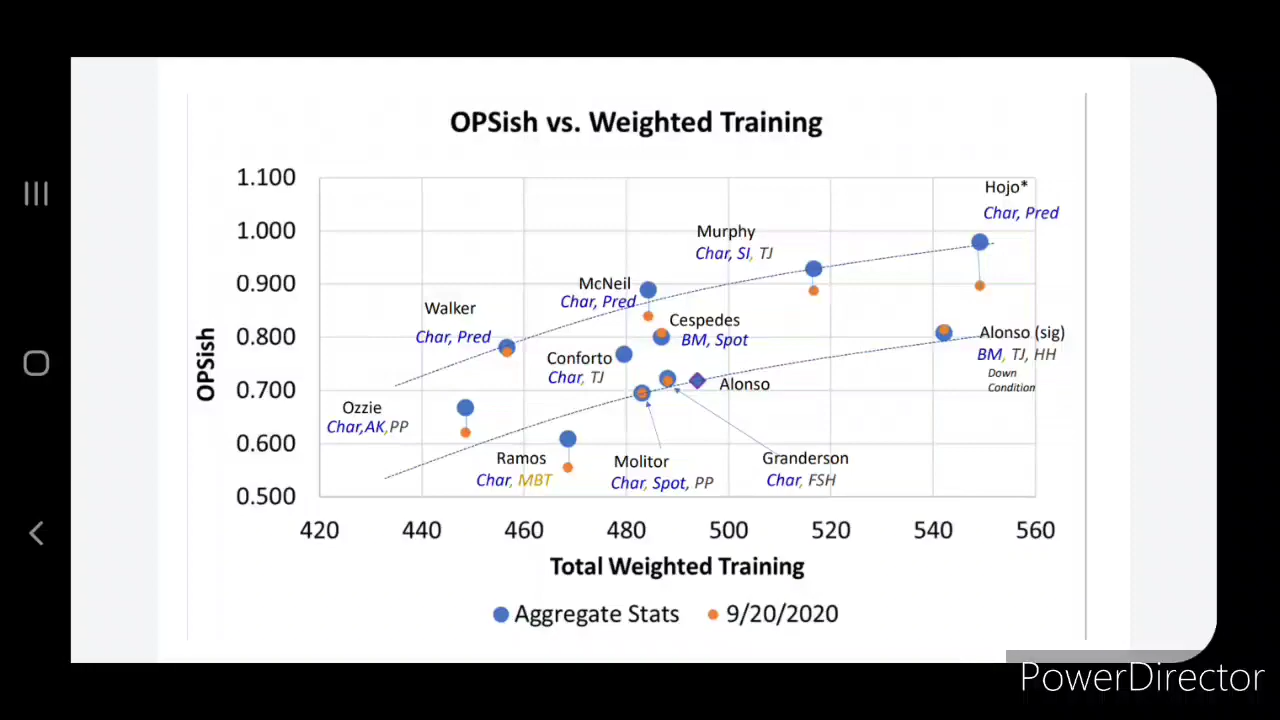 OPSish vs. Weighted Training
OPSish
1.100
1.000
0.900
0.800
0.700
0.600
0.500
Hojo*
Char, Pred
Murphy
Char, SI, TJ
McNeil
Char, Pred
Walker
Char, Pred
Cespedes
BM, Spot
Alonso (sig)
BM, TJ, HH
Down
Condition
Conforto
Char, TJ
Alonso
Ozzie
Char,AK,PP
Ramos
Char, MBT
Molitor
Char, Spot, PP
Granderson
Char, FSH
420 440 460 480 500 520 540 560
Total Weighted Training
Aggregate Stats 9/20/2020
PowerDirector